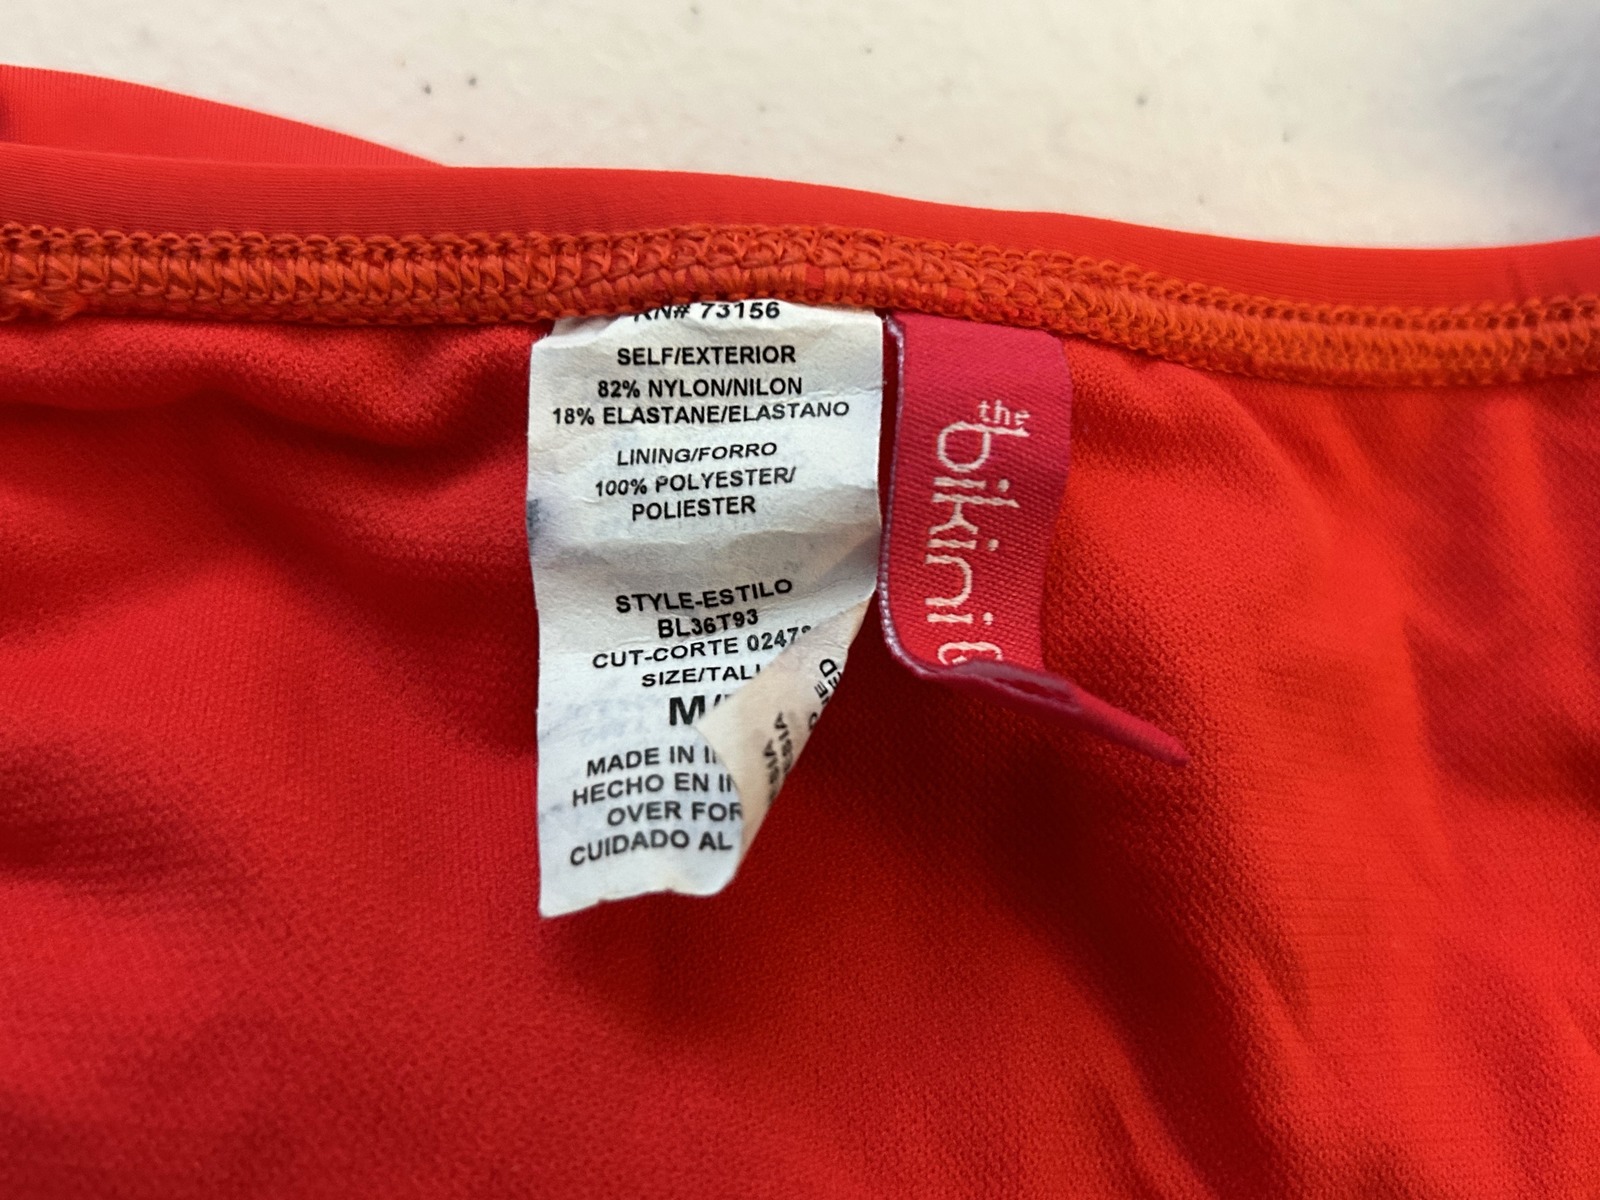 RN# 73156
SELF/EXTERIOR
82% NYLON/NILON
18% ELASTANE/ELASTANO
LINING/FORRO
100% POLYESTER/
POLIESTER
STYLE-ESTILO
BL36T93
CUT-CORTE 0247
SIZE/TALL
M/
MADE IN I
HECHO EN I
OVER FOR
CUIDADO AL
the
bikini